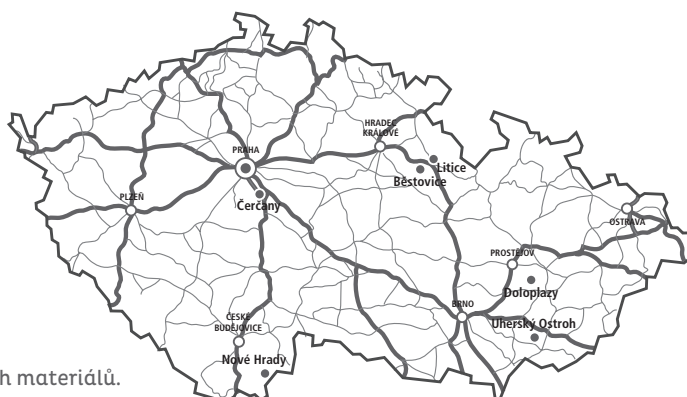 HRADEC
KRÁLOVÉ
PRAHA
Litice
Běstovice
PLZEŇ
Čerčany
OSTRAVA
PROSTĚJOV
Doloplazy
BRNO
ČESKÉ
BUDĚJOVICE
Uherský Ostroh
Nové Hrady
h materiálů.